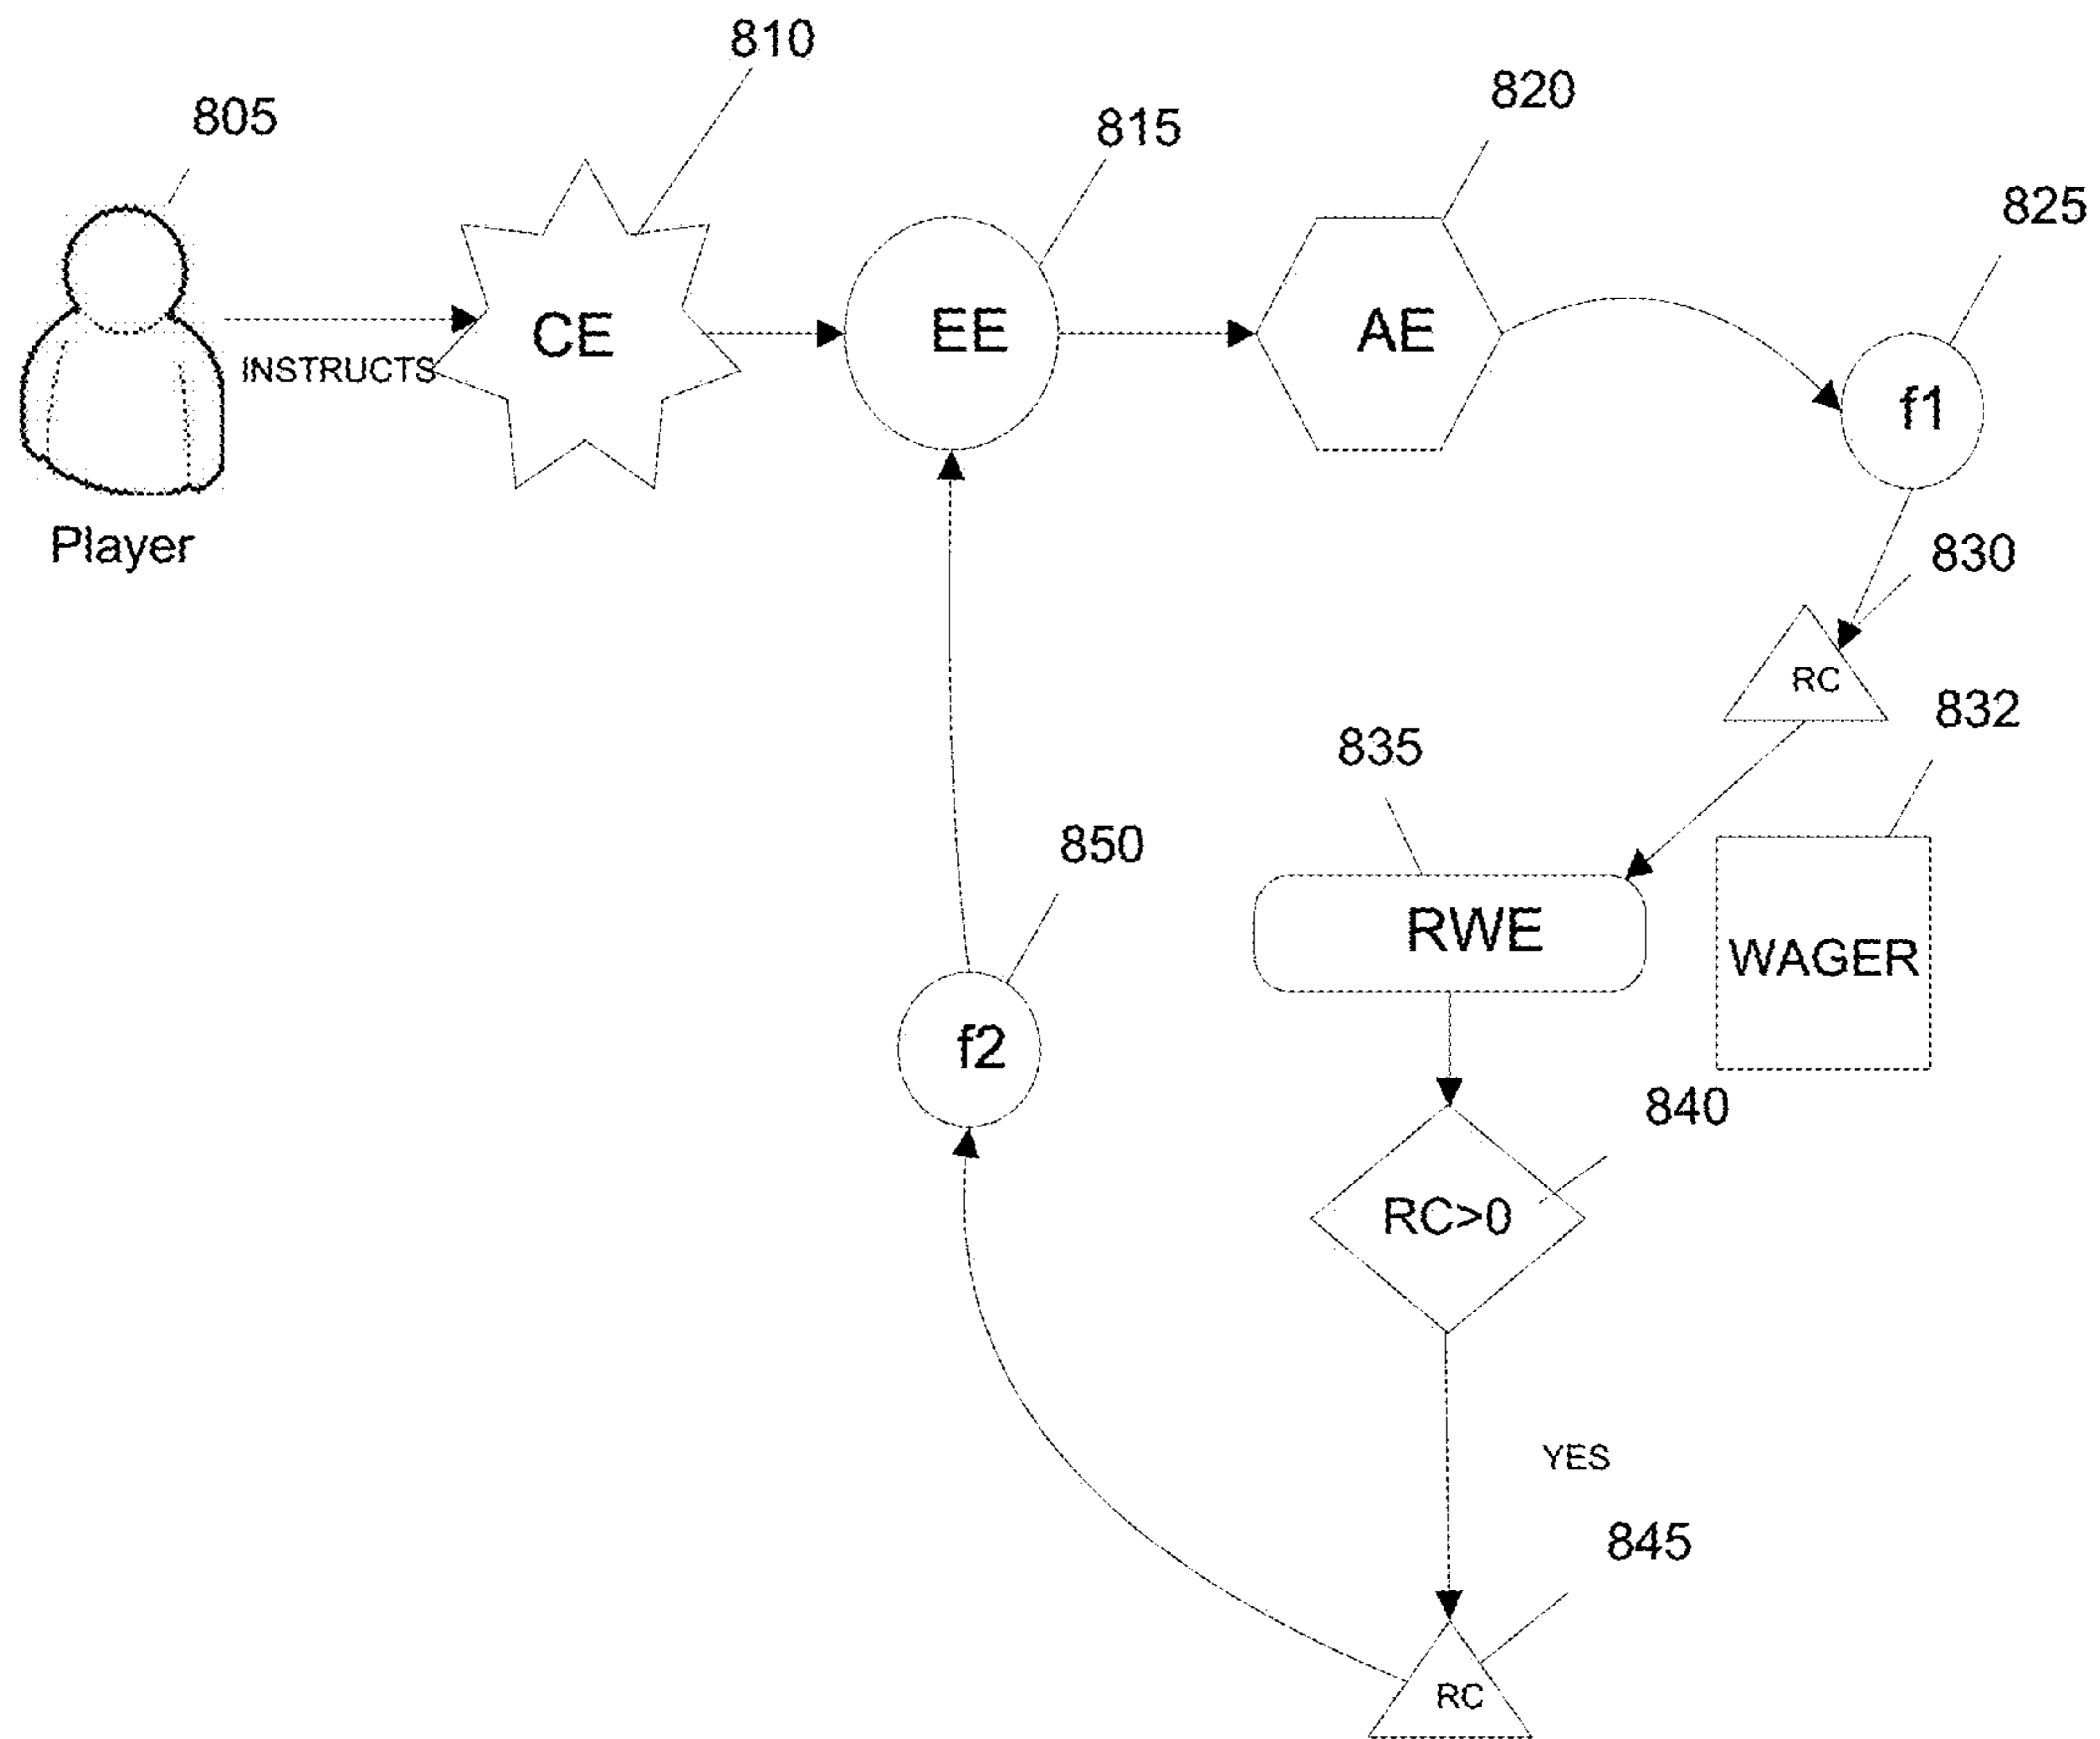 810
820
805
815
825
CE
EE
AE
INSTRUCTS
f1
Player
830
RC
832
835
850
RWE
WAGER
f2
840
RC>0
YES
845
RC